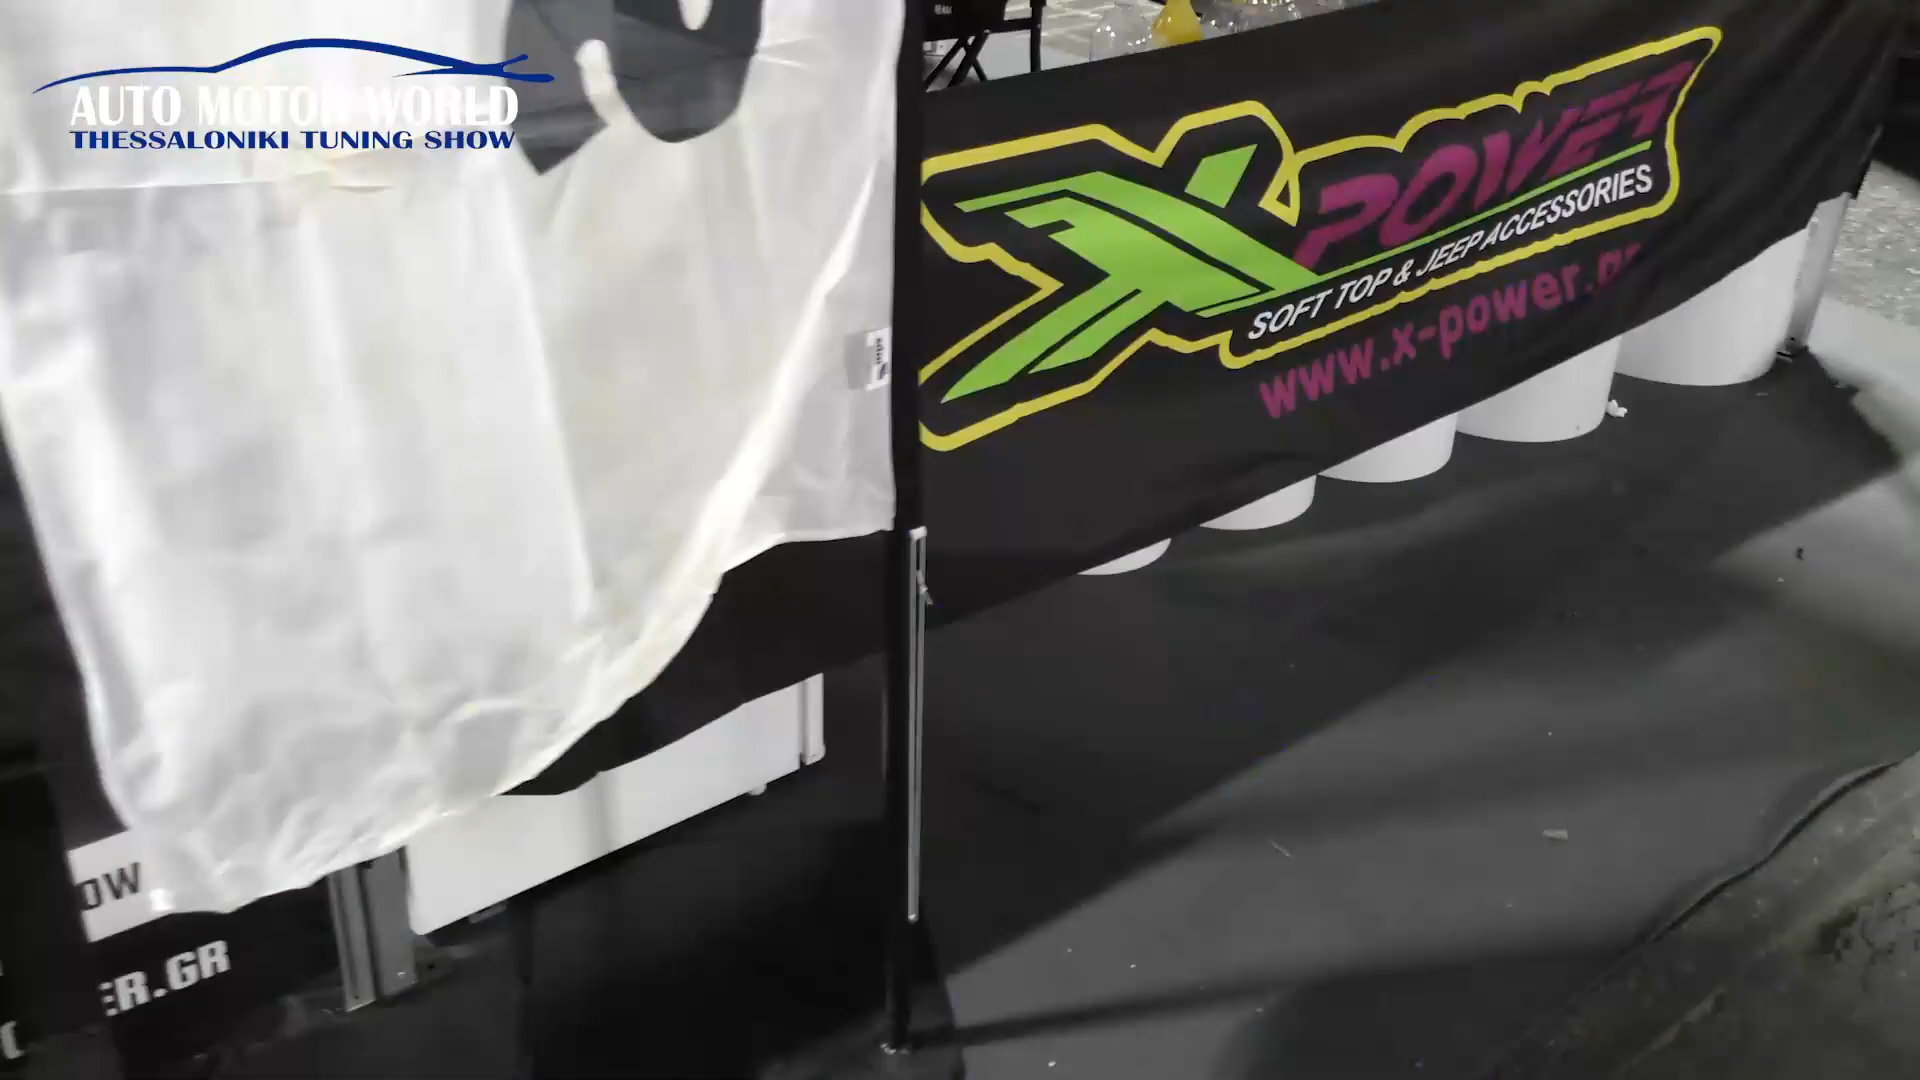 AUTO MOTOR WORLD
THESSALONIKI TUNING SHOW
X POWER
SOFT TOP & JEEP ACCESSORIES
www.x-power.gr
OW
ER.GR